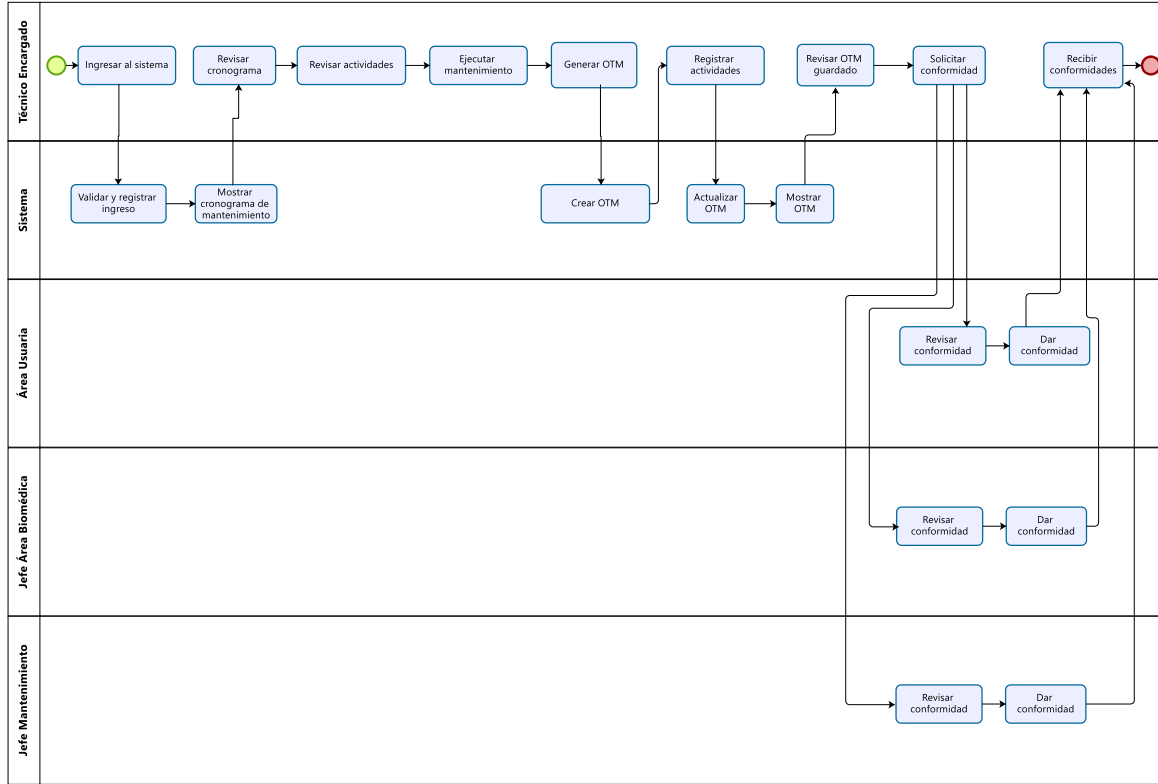 Técnico Encargado
Ingresar al sistema
Revisar
cronograma
Revisar actividades
Ejecutar
mantenimiento
Generar OTM
Registrar
actividades
Revisar OTM
guardado
Solicitar
conformidad
Recibir
conformidades
Sistema
Validar y registrar
ingreso
Mostrar
cronograma de
mantenimiento
Crear OTM
Actualizar
OTM
Mostrar
OTM
Área Usuaria
Revisar
conformidad
Dar
conformidad
Jefe Área Biomédica
Revisar
conformidad
Dar
conformidad
Jefe Mantenimiento
Revisar
conformidad
Dar
conformidad